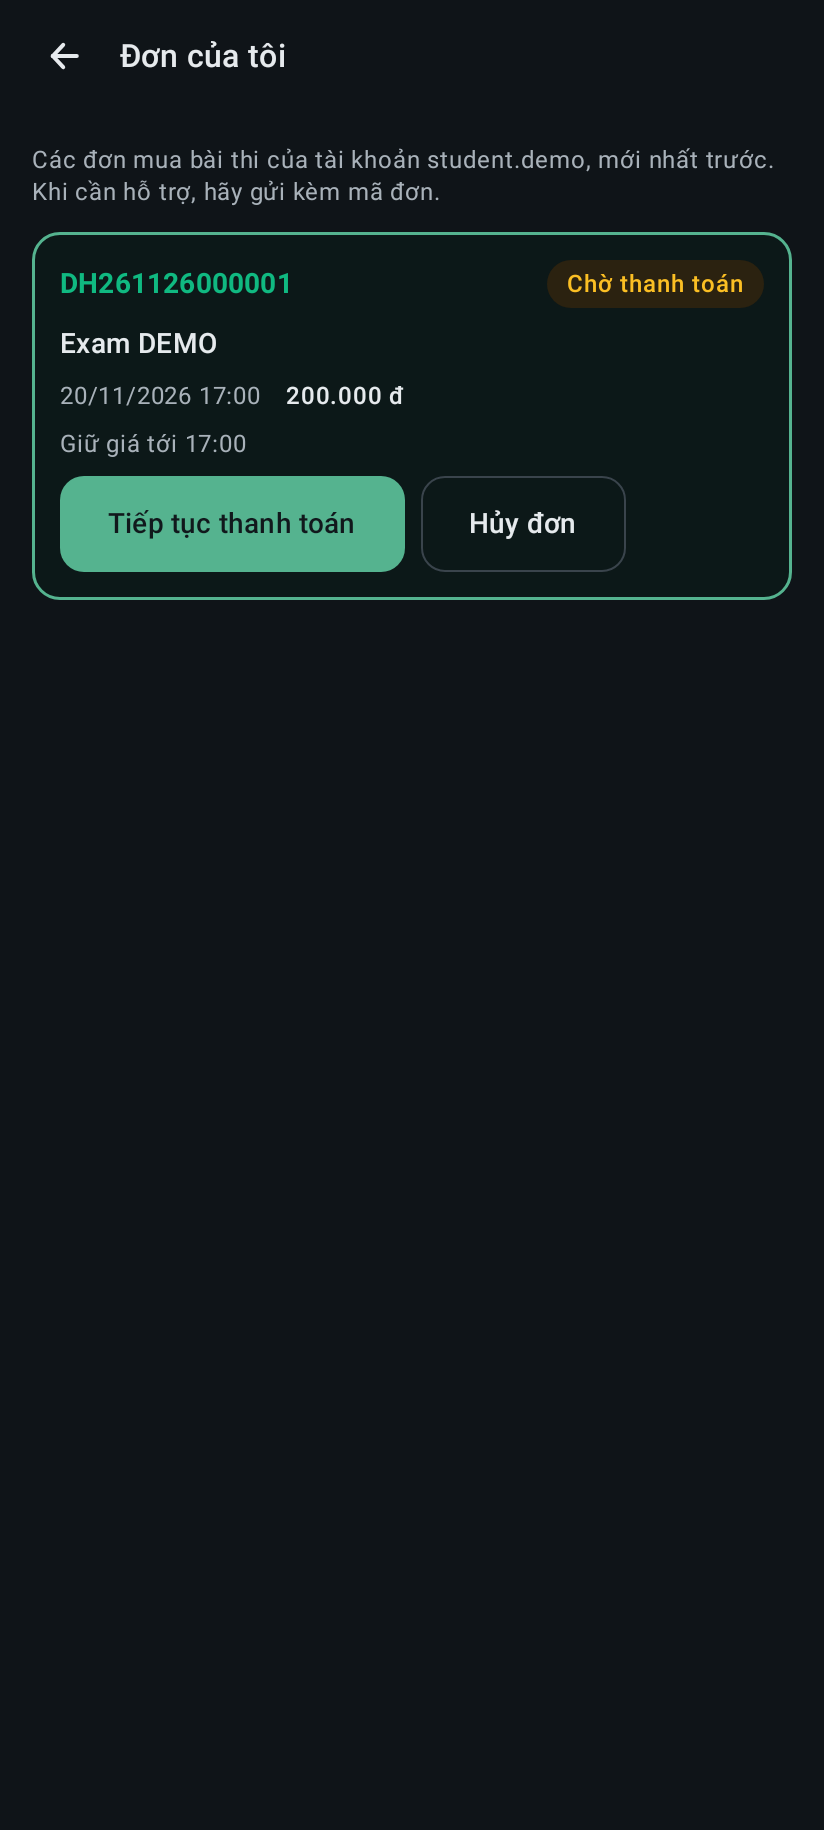 Đơn của tôi
Các đơn mua bài thi của tài khoản student.demo, mới nhất trước.
Khi cần hỗ trợ, hãy gửi kèm mã đơn.
DH261126000001
Chờ thanh toán
Exam DEMO
20/11/2026 17:00 200.000 đ
Giữ giá tới 17:00
Tiếp tục thanh toán
Hủy đơn